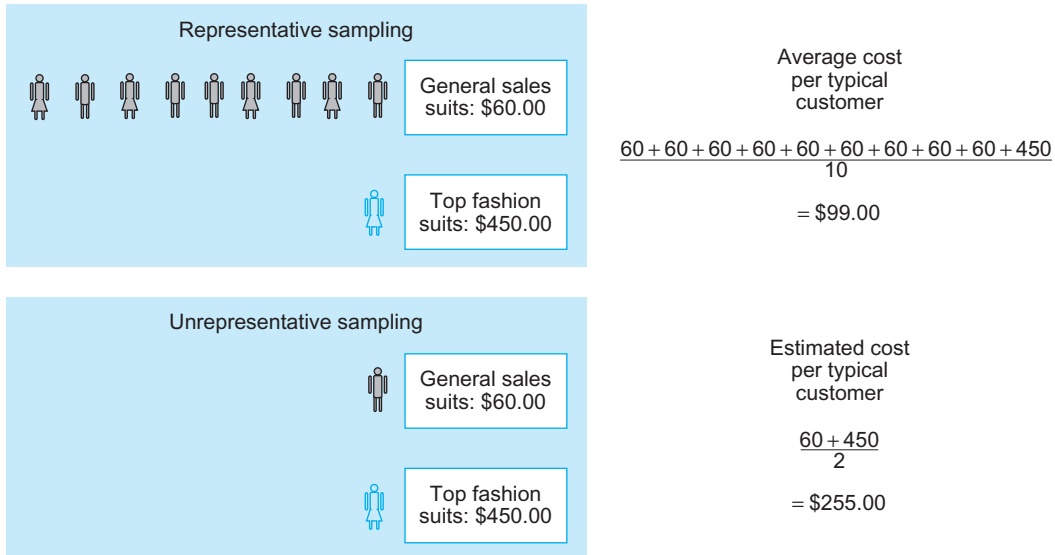 Representative sampling
General sales
suits: $60.00
Top fashion
suits: $450.00
Average cost
per typical
customer
60 + 60 + 60 + 60 + 60 + 60 + 60 + 60 + 60 + 450
10
= $99.00
Unrepresentative sampling
General sales
suits: $60.00
Top fashion
suits: $450.00
Estimated cost
per typical
customer
60 + 450
2
= $255.00